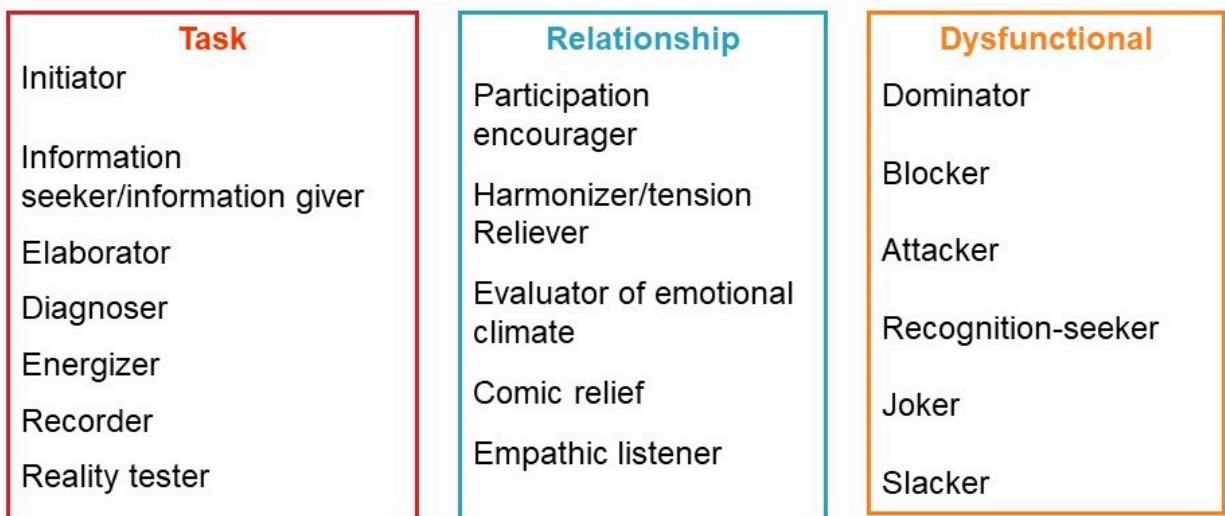 Task
Initiator
Information
seeker/information giver
Elaborator
Diagnoser
Energizer
Recorder
Reality tester
Relationship
Participation
encourager
Harmonizer/tension
Reliever
Evaluator of emotional
climate
Comic relief
Empathic listener
Dysfunctional
Dominator
Blocker
Attacker
Recognition-seeker
Joker
Slacker